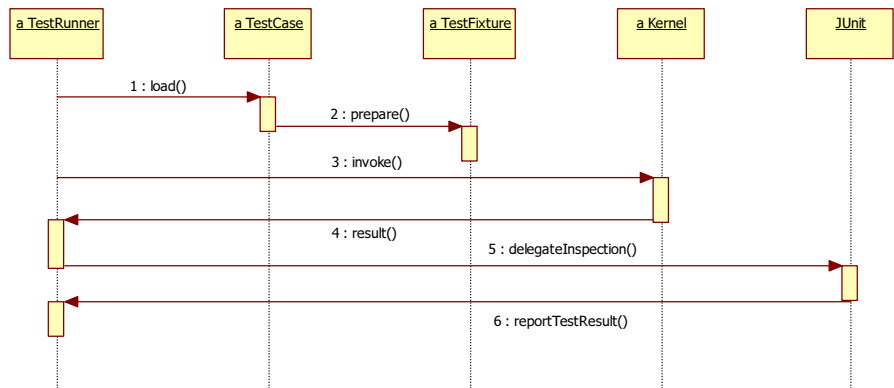 a TestRunner
a TestCase
a TestFixture
a Kernel
JUnit
1 : load()
2 : prepare()
3 : invoke()
4 : result()
5 : delegateInspection()
6 : reportTestResult()